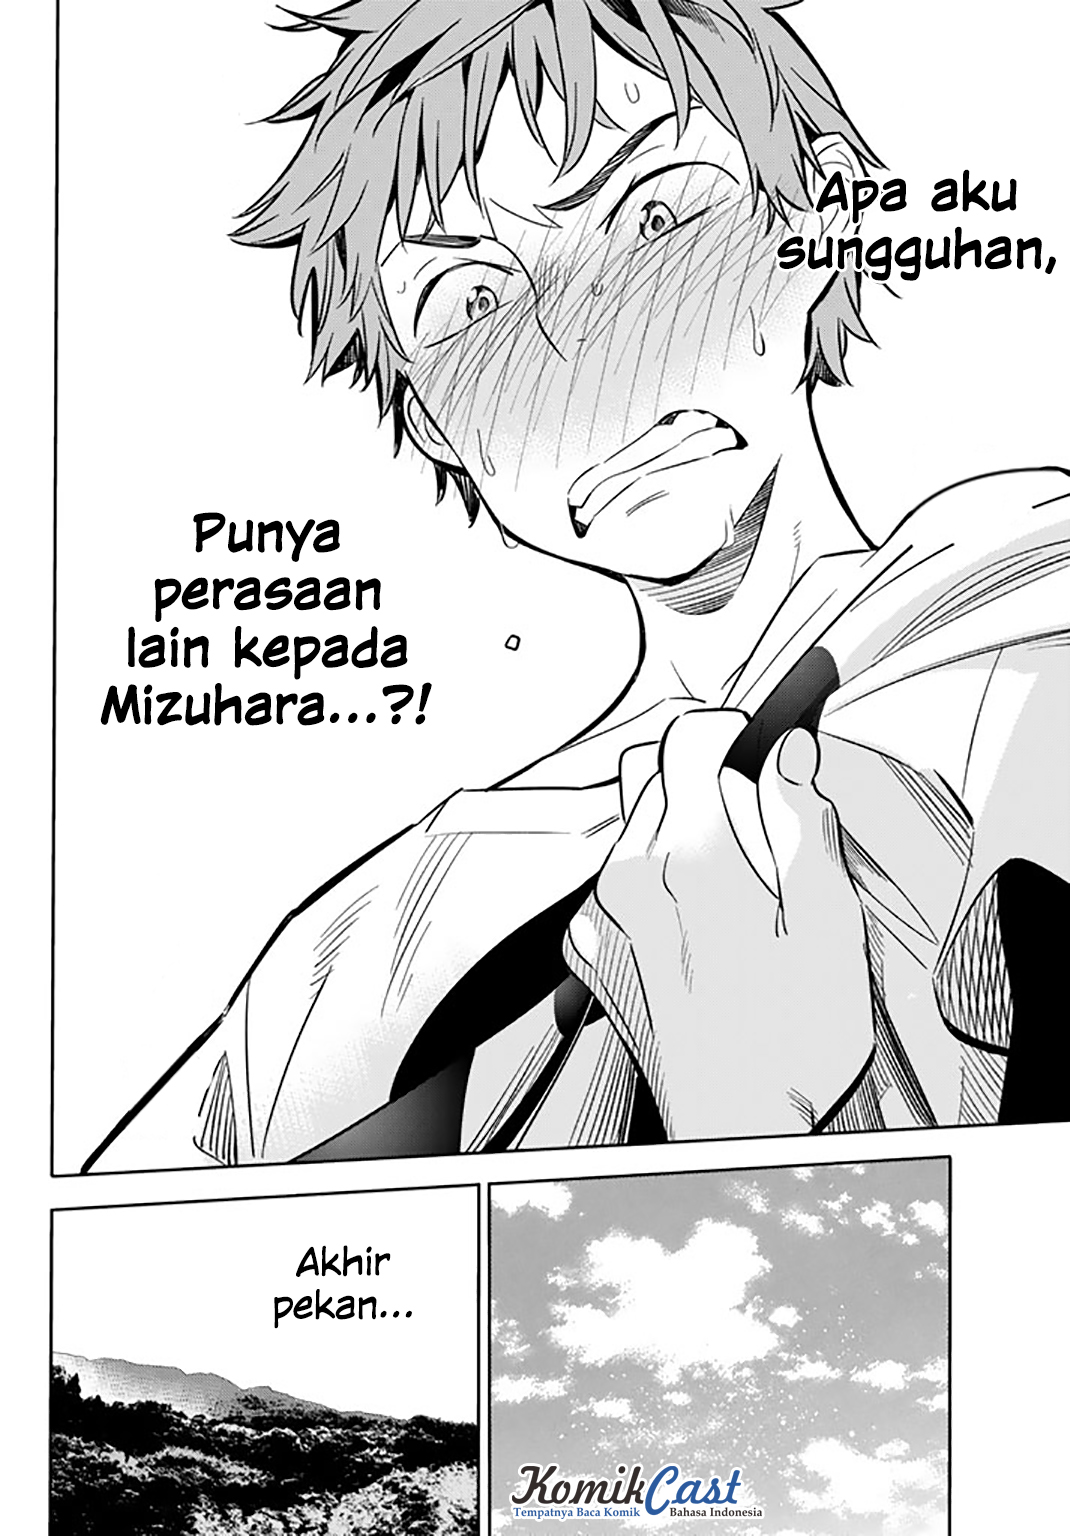 Apa aku
sungguhan,
Punya
perasaan
lain kepada
Mizuhara...?!
Akhir
pekan...
KomikCast
Tempatnya Baca Komik Bahasa Indonesia